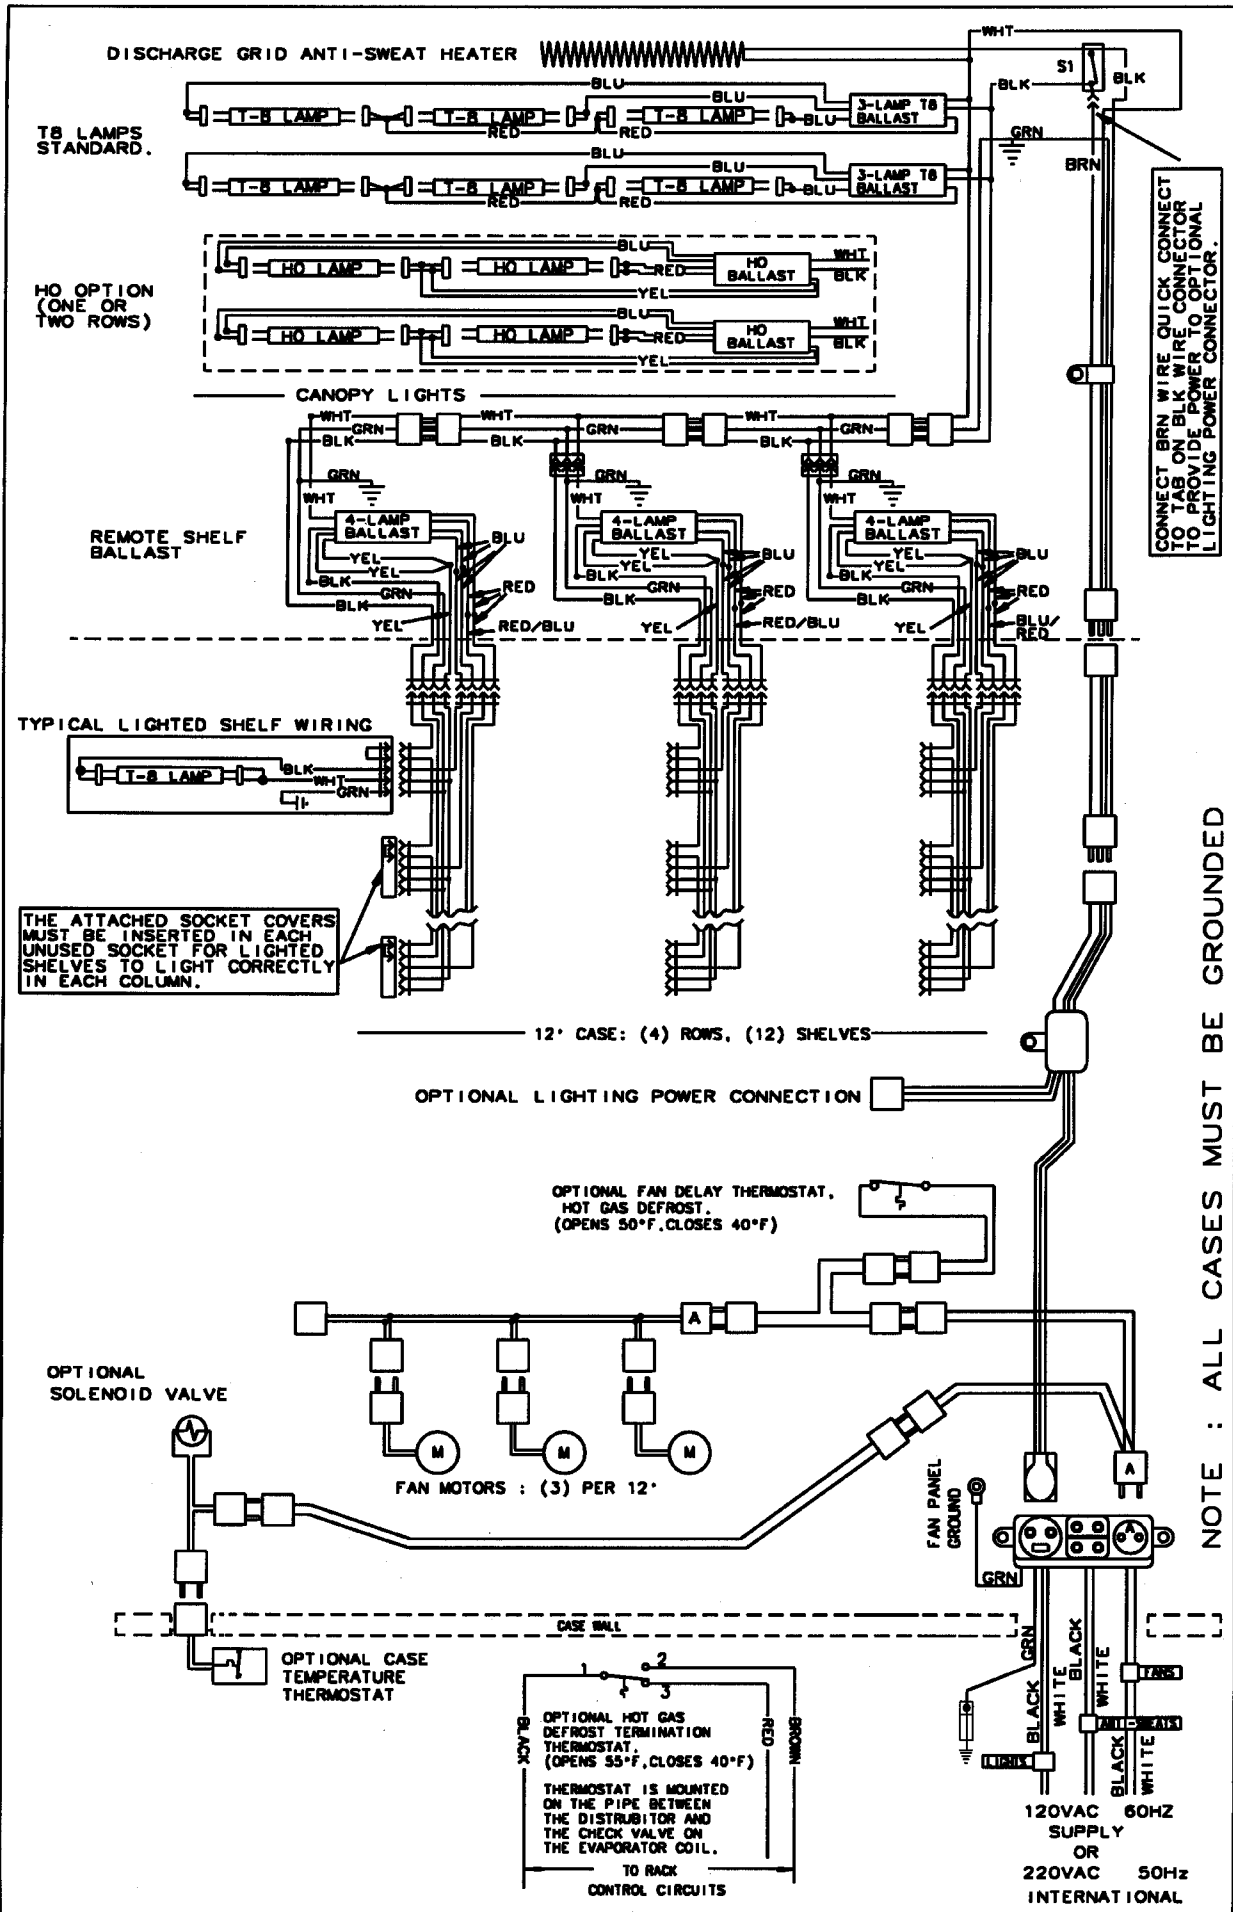 DISCHARGE GRID ANTI-SWEAT HEATER
WHT
S1
BLK
BLK
BLU
BLU
T-8 LAMP
T-8 LAMP
T-8 LAMP
BLU
3-LAMP T8
BALLAST
RED
RED
T8 LAMPS
STANDARD.
GRN
BRN
BLU
BLU
T-8 LAMP
T-8 LAMP
T-8 LAMP
BLU
3-LAMP T8
BALLAST
RED
RED
CONNECT BRN WIRE QUICK CONNECT
TO TAB ON BLK WIRE CONNECTOR
TO PROVIDE POWER TO OPTIONAL
LIGHTING POWER CONNECTOR.
HO OPTION
(ONE OR
TWO ROWS)
BLU
HO LAMP
HO LAMP
RED
HO
BALLAST
WHT
BLK
YEL
BLU
HO LAMP
HO LAMP
RED
HO
BALLAST
WHT
BLK
YEL
CANOPY LIGHTS
WHT
WHT
WHT
GRN
GRN
GRN
BLK
BLK
BLK
GRN
GRN
GRN
WHT
WHT
WHT
REMOTE SHELF
BALLAST
4-LAMP
BALLAST
4-LAMP
BALLAST
4-LAMP
BALLAST
YEL
YEL
BLU
YEL
YEL
BLU
YEL
YEL
BLU
BLK
GRN
RED
BLK
GRN
RED
BLK
GRN
RED
BLK
BLK
BLK
YEL
RED/BLU
YEL
RED/BLU
YEL
BLU/
RED
TYPICAL LIGHTED SHELF WIRING
T-8 LAMP
BLK
WHT
GRN
THE ATTACHED SOCKET COVERS
MUST BE INSERTED IN EACH
UNUSED SOCKET FOR LIGHTED
SHELVES TO LIGHT CORRECTLY
IN EACH COLUMN.
12' CASE: (4) ROWS, (12) SHELVES
OPTIONAL LIGHTING POWER CONNECTION
NOTE : ALL CASES MUST BE GROUNDED
OPTIONAL FAN DELAY THERMOSTAT,
HOT GAS DEFROST.
(OPENS 50°F,CLOSES 40°F)
A
OPTIONAL
SOLENOID VALVE
M
M
M
FAN MOTORS : (3) PER 12'
FAN PANEL
GROUND
A
A
GRN
CASE WALL
OPTIONAL CASE
TEMPERATURE
THERMOSTAT
1
2
3
BLACK
RED
BROWN
OPTIONAL HOT GAS
DEFROST TERMINATION
THERMOSTAT.
(OPENS 55°F,CLOSES 40°F)
THERMOSTAT IS MOUNTED
ON THE PIPE BETWEEN
THE DISTRUBITOR AND
THE CHECK VALVE ON
THE EVAPORATOR COIL.
TO RACK
CONTROL CIRCUITS
GRN
BLACK
WHITE
BLACK
WHITE
BLACK
WHITE
FANS
ANTI-SWEATS
LIGHTS
120VAC 60HZ
SUPPLY
OR
220VAC 50Hz
INTERNATIONAL